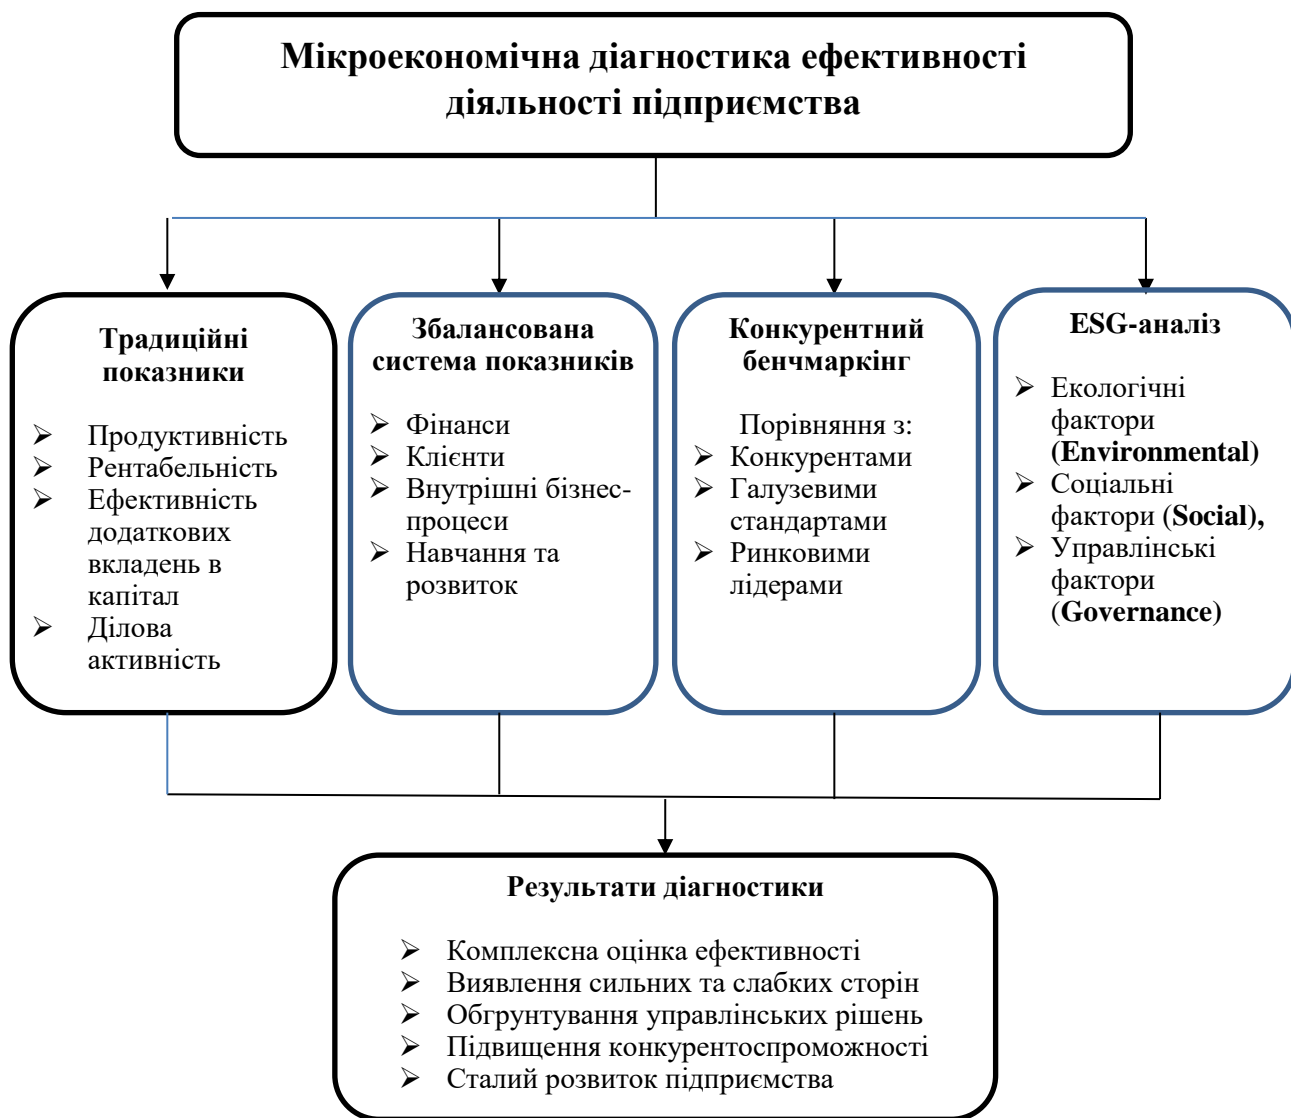 Мікроекономічна діагностика ефективності
діяльності підприємства
Традиційні
показники
➢ Продуктивність
➢ Рентабельність
➢ Ефективність
додаткових
вкладень в
капітал
➢ Ділова
активність
Збалансована
система показників
➢ Фінанси
➢ Клієнти
➢ Внутрішні бізнес-
процеси
➢ Навчання та
розвиток
Конкурентний
бенчмаркінг
Порівняння з:
➢ Конкурентами
➢ Галузевими
стандартами
➢ Ринковими
лідерами
ESG-аналіз
➢ Екологічні
фактори
(Environmental)
➢ Соціальні
фактори (Social),
➢ Управлінські
фактори
(Governance)
Результати діагностики
➢ Комплексна оцінка ефективності
➢ Виявлення сильних та слабких сторін
➢ Обгрунтування управлінських рішень
➢ Підвищення конкурентоспроможності
➢ Сталий розвиток підприємства